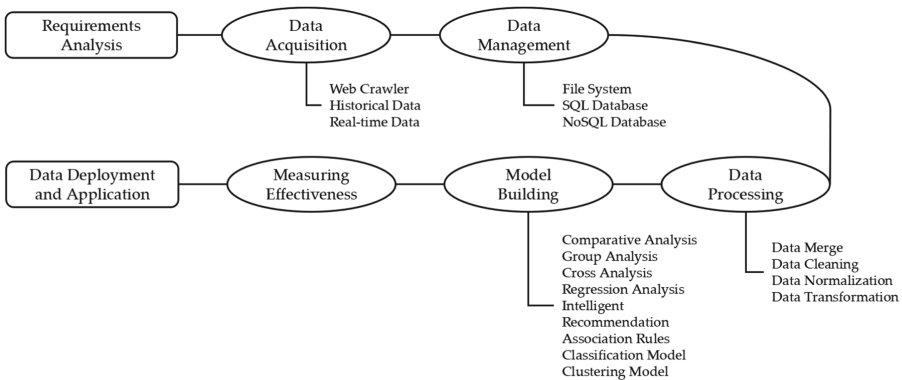 Requirements
Analysis
Data
Acquisition
Data
Management
Web Crawler
Historical Data
Real-time Data
File System
SQL Database
NoSQL Database
Data Deployment
and Application
Measuring
Effectiveness
Model
Building
Data
Processing
Comparative Analysis
Group Analysis
Cross Analysis
Regression Analysis
Intelligent
Recommendation
Association Rules
Classification Model
Clustering Model
Data Merge
Data Cleaning
Data Normalization
Data Transformation